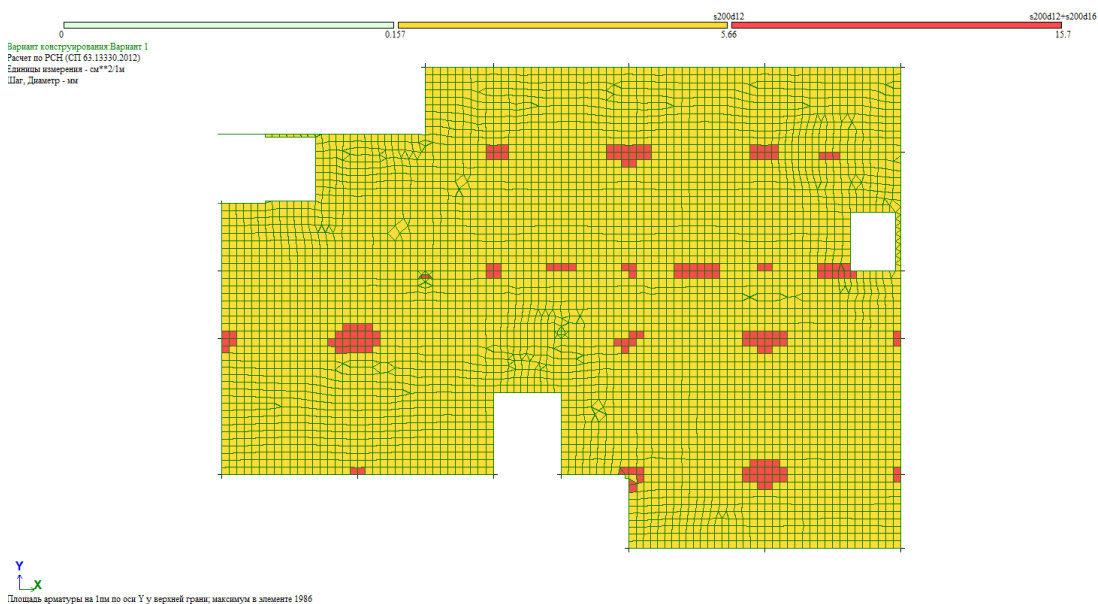 s200d12 s200d12+s200d16
0 0.157 5.66 15.7
Вариант конструирования:Вариант 1
Расчет по РСН (СП 63.13330.2012)
Единицы измерения - см**2/1м
Шаг, Диаметр - мм
Y
X
Площадь арматуры на 1пм по оси Y у верхней грани; максимум в элементе 1986